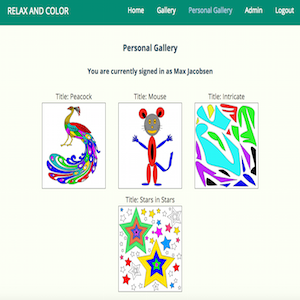 RELAX AND COLOR Home Gallery Personal Gallery Admin Logout
Personal Gallery
You are currently signed in as Max Jacobsen
Title: Peacock Title: Mouse Title: Intricate
Title: Stars in Stars